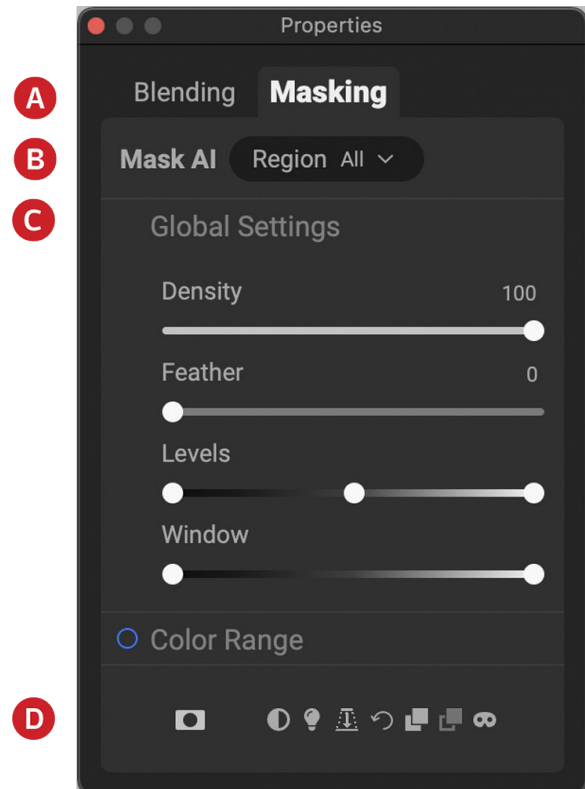 Properties
A
Blending Masking
B
Mask AI Region All
C
Global Settings
Density 100
Feather 0
Levels
Window
Color Range
D